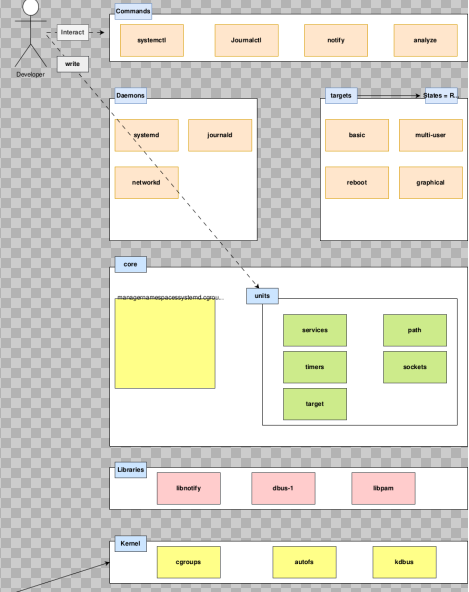 Commands
Interact
systemctl
Journalctl
notify
analyze
write
Developer
Daemons
targets
States = R...
systemd
journald
basic
multi-user
networkd
reboot
graphical
core
units
managernamespacessystemd.cgrou...
services
path
timers
sockets
target
Libraries
libnotify
dbus-1
libpam
Kernel
cgroups
autofs
kdbus